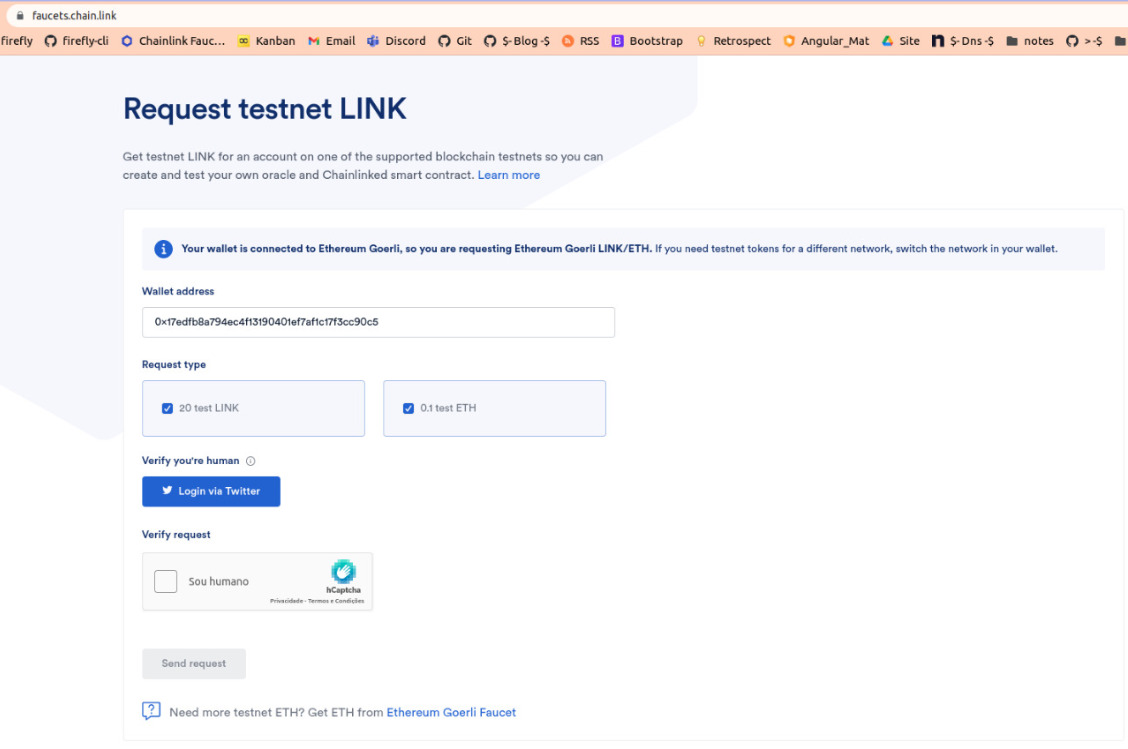 faucets.chain.link
firefly firefly-cli Chainlink Fauc... Kanban Email Discord Git $-Blog-$ RSS Bootstrap Retrospect Angular_Mat Site $-Dns-$ notes >-$
Request testnet LINK
Get testnet LINK for an account on one of the supported blockchain testnets so you can
create and test your own oracle and Chainlinked smart contract. Learn more
Your wallet is connected to Ethereum Goerli, so you are requesting Ethereum Goerli LINK/ETH. If you need testnet tokens for a different network, switch the network in your wallet.
Wallet address
0x17edfb8a794ec4f13190401ef7af1c17f3cc90c5
Request type
20 test LINK 0.1 test ETH
Verify you're human
Login via Twitter
Verify request
Sou humano
hCaptcha
Privacidade - Termos e Condições
Send request
Need more testnet ETH? Get ETH from Ethereum Goerli Faucet